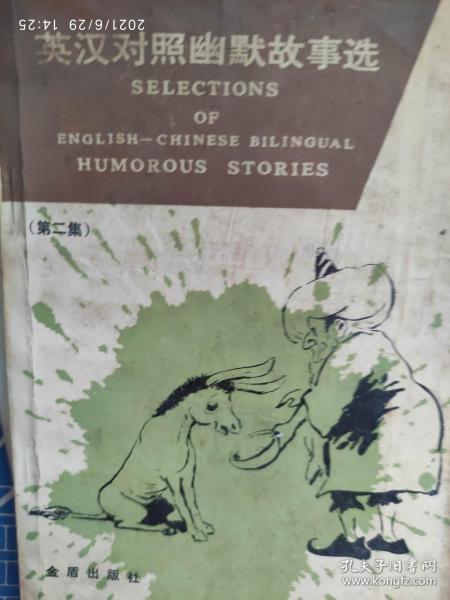 2021/6/29 14:25
英汉对照幽默故事选
SELECTIONS
OF
ENGLISH—CHINESE BILINGUAL
HUMOROUS STORIES
(第二集)
金盾出版社
孔夫子旧书网
www.kongfz.com